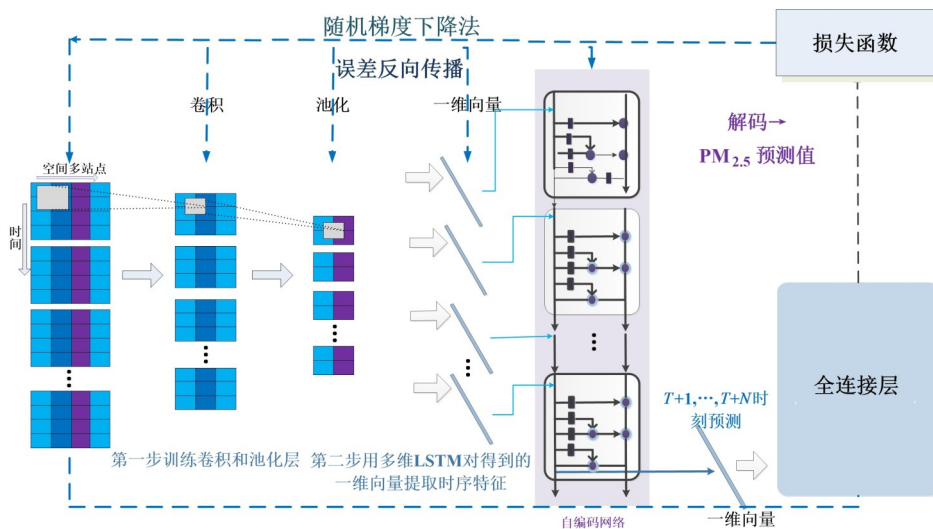 随机梯度下降法
损失函数
误差反向传播
卷积
池化
一维向量
解码→
PM2.5 预测值
空间多站点
时间
全连接层
T+1,…,T+N时
刻预测
第一步训练卷积和池化层
第二步用多维LSTM对得到的
一维向量提取时序特征
一维向量
自编码网络